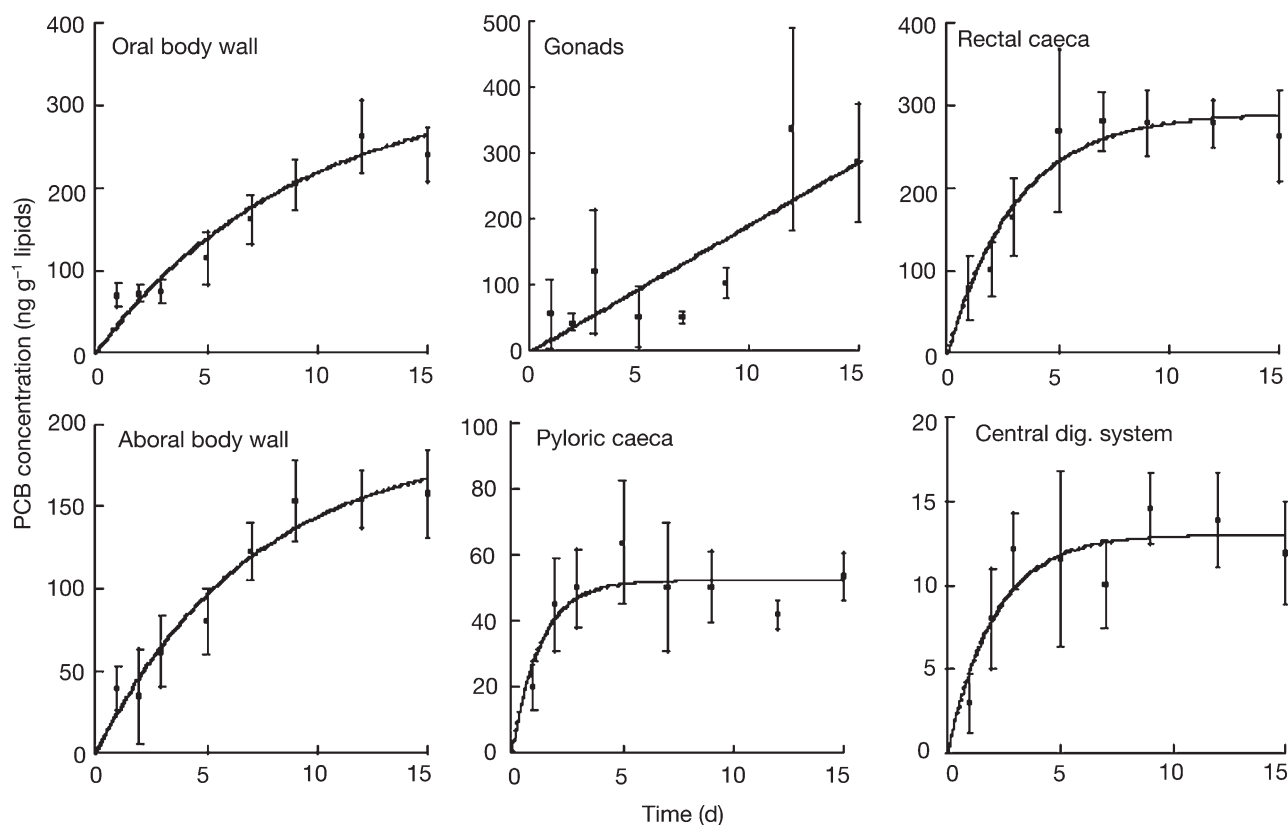 PCB concentration (ng g⁻¹ lipids)
Oral body wall
400
300
200
100
0
0 5 10 15
Gonads
500
400
300
200
100
0
0 5 10 15
Rectal caeca
400
300
200
100
0
0 5 10 15
Aboral body wall
200
150
100
50
0
0 5 10 15
Pyloric caeca
100
80
60
40
20
0
0 5 10 15
Central dig. system
20
15
10
5
0
0 5 10 15
Time (d)